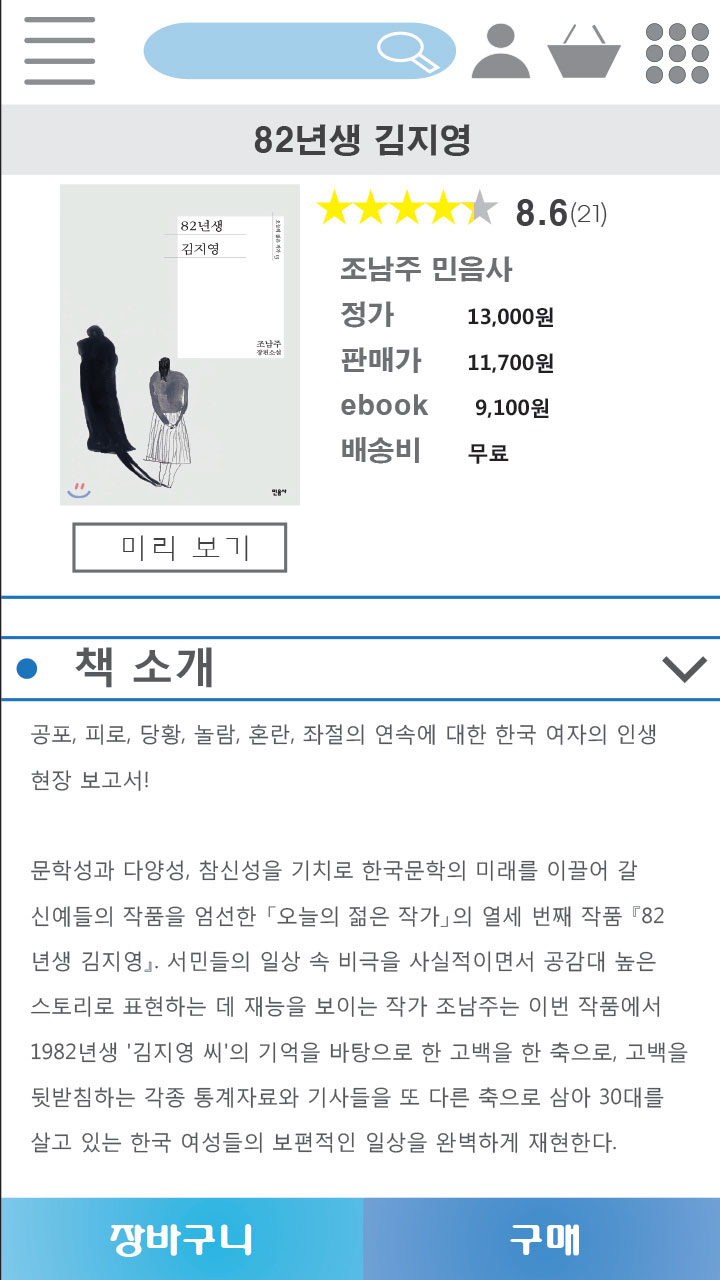 82년생 김지영
82년생
김지영
오늘의 젊은 작가 13
조남주
장편소설
민음사
8.6(21)
조남주 민음사
정가 13,000원
판매가 11,700원
ebook 9,100원
배송비 무료
미리 보기
책 소개
공포, 피로, 당황, 놀람, 혼란, 좌절의 연속에 대한 한국 여자의 인생
현장 보고서!
문학성과 다양성, 참신성을 기치로 한국문학의 미래를 이끌어 갈
신예들의 작품을 엄선한 「오늘의 젊은 작가」의 열세 번째 작품 『82
년생 김지영』. 서민들의 일상 속 비극을 사실적이면서 공감대 높은
스토리로 표현하는 데 재능을 보이는 작가 조남주는 이번 작품에서
1982년생 '김지영 씨'의 기억을 바탕으로 한 고백을 한 축으로, 고백을
뒷받침하는 각종 통계자료와 기사들을 또 다른 축으로 삼아 30대를
살고 있는 한국 여성들의 보편적인 일상을 완벽하게 재현한다.
장바구니 구매